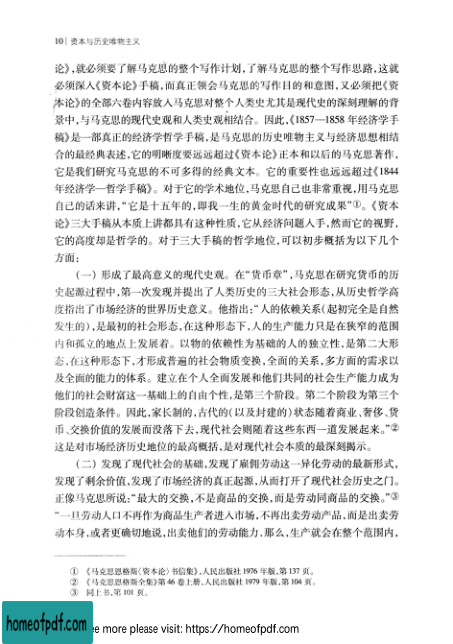 10 | 资本与历史唯物主义
论》,就必须要了解马克思的整个写作计划,了解马克思的整个写作思路,这就
必须深入《资本论》手稿,而真正领会马克思的写作目的和意图,又必须把《资
本论》的全部六卷内容放入马克思对整个人类史尤其是现代史的深刻理解的背
景中,与马克思的现代史观和人类史观相结合。因此,《1857—1858 年经济学手
稿》是一部真正的经济学哲学手稿,是马克思的历史唯物主义与经济思想相结
合的最经典表述,它的明晰度要远远超过《资本论》正本和以后的马克思著作,
它是我们研究马克思的不可多得的经典文本。它的重要性也远远超过《1844
年经济学—哲学手稿》。对于它的学术地位,马克思自己也非常重视,用马克思
自己的话来讲,“它是十五年的,即我一生的黄金时代的研究成果”①。《资本
论》三大手稿从本质上讲都具有这种性质,它从经济问题人手,然而它的视野,
它的高度却是哲学的。对于三大手稿的哲学地位,可以初步概括为以下几个
方面:
(一) 形成了最高意义的现代史观。在“货币章”,马克思在研究货币的历
史起源过程中,第一次发现并提出了人类历史的三大社会形态,从历史哲学高
度指出了市场经济的世界历史意义。他指出:“人的依赖关系(起初完全是自然
发生的),是最初的社会形态,在这种形态下,人的生产能力只是在狭窄的范围
内和孤立的地点上发展着。以物的依赖性为基础的人的独立性,是第二大形
态,在这种形态下,才形成普遍的社会物质变换,全面的关系,多方面的需求以
及全面的能力的体系。建立在个人全面发展和他们共同的社会生产能力成为
他们的社会财富这一基础上的自由个性,是第三个阶段。第二个阶段为第三个
阶段创造条件。因此,家长制的,古代的(以及封建的)状态随着商业、奢侈、货
币、交换价值的发展而没落下去,现代社会则随着这些东西一道发展起来。”②
这是对市场经济历史地位的最高概括,是对现代社会本质的最深刻揭示。
(二) 发现了现代社会的基础,发现了雇佣劳动这一异化劳动的最新形式,
发现了剩余价值,发现了市场经济的真正起源,从而打开了现代社会历史之门。
正像马克思所说:“最大的交换,不是商品的交换,而是劳动同商品的交换。”③
“一旦劳动人口不再作为商品生产者进入市场,不再出卖劳动产品,而是出卖劳
动本身,或者更确切地说,出卖他们的劳动能力,那么,生产就会在整个范围内,
① 《马克思恩格斯〈资本论〉书信集》,人民出版社 1976 年版,第 137 页。
② 《马克思恩格斯全集》第 46 卷上册,人民出版社 1979 年版,第 104 页。
③ 同上书,第 101 页。
homeofpdf.com
ee more please visit: https://homeofpdf.com